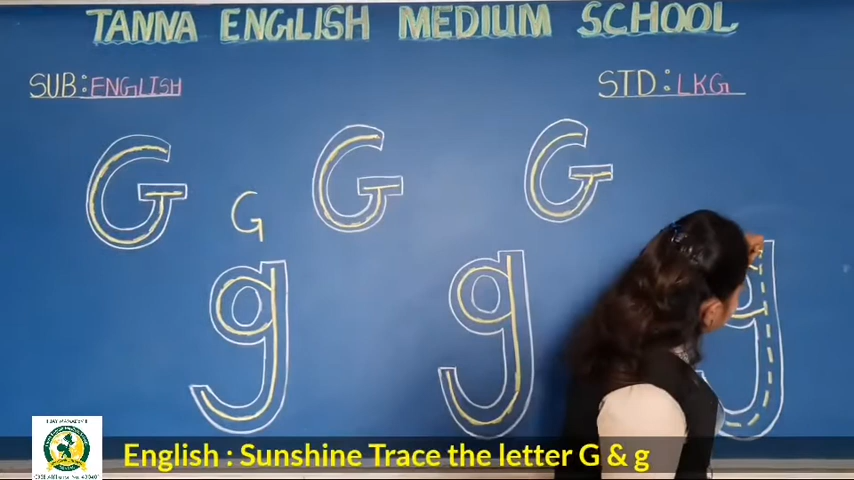 TANNA ENGLISH MEDIUM SCHOOL
SUB: ENGLISH STD: LKG
G G G
G
g g g
English : Sunshine Trace the letter G & g